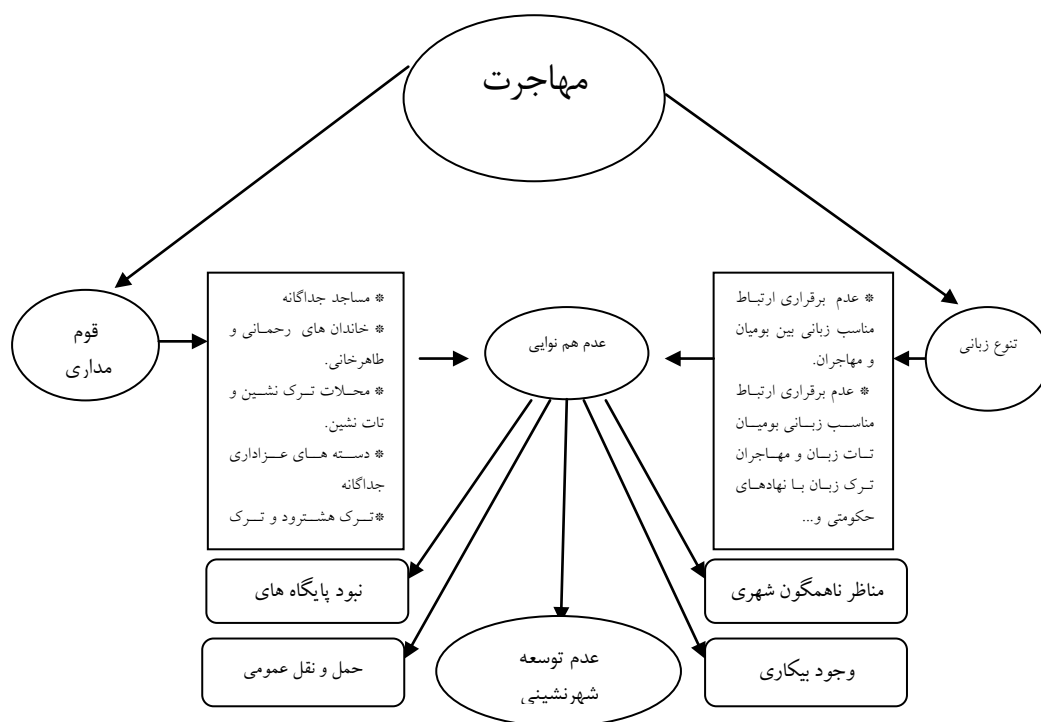 مهاجرت
تنوع زبانی
* عدم برقراری ارتباط
مناسب زبانی بین بومیان
و مهاجران.
* عدم برقراری ارتباط
مناسب زبانی بومیان
تات زبان و مهاجران
ترک زبان با نهادهای
حکومتی و...
عدم هم نوایی
* مساجد جداگانه
* خاندان های رحمانی و
طاهرخانی.
* محلات ترک نشین و
تات نشین.
* دسته های عزاداری
جداگانه
*ترک هشترود و ترک
قوم
مداری
مناظر ناهمگون شهری
نبود پایگاه های
وجود بیکاری
عدم توسعه
شهرنشینی
حمل و نقل عمومی